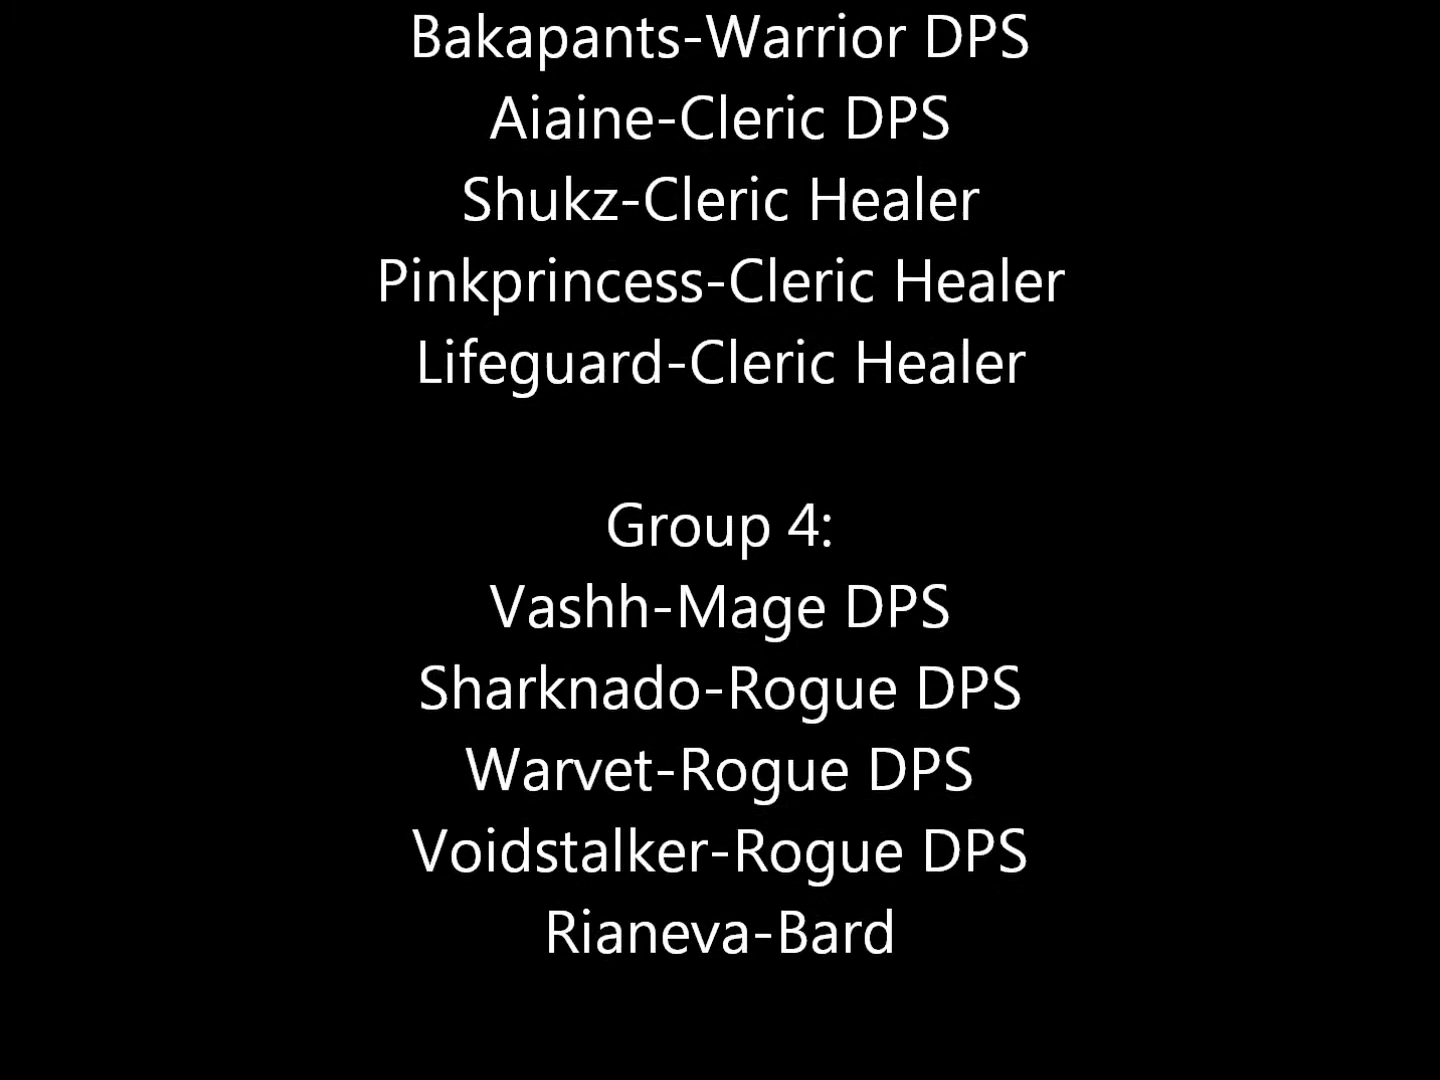 Bakapants-Warrior DPS
Aiaine-Cleric DPS
Shukz-Cleric Healer
Pinkprincess-Cleric Healer
Lifeguard-Cleric Healer
Group 4:
Vashh-Mage DPS
Sharknado-Rogue DPS
Warvet-Rogue DPS
Voidstalker-Rogue DPS
Rianeva-Bard